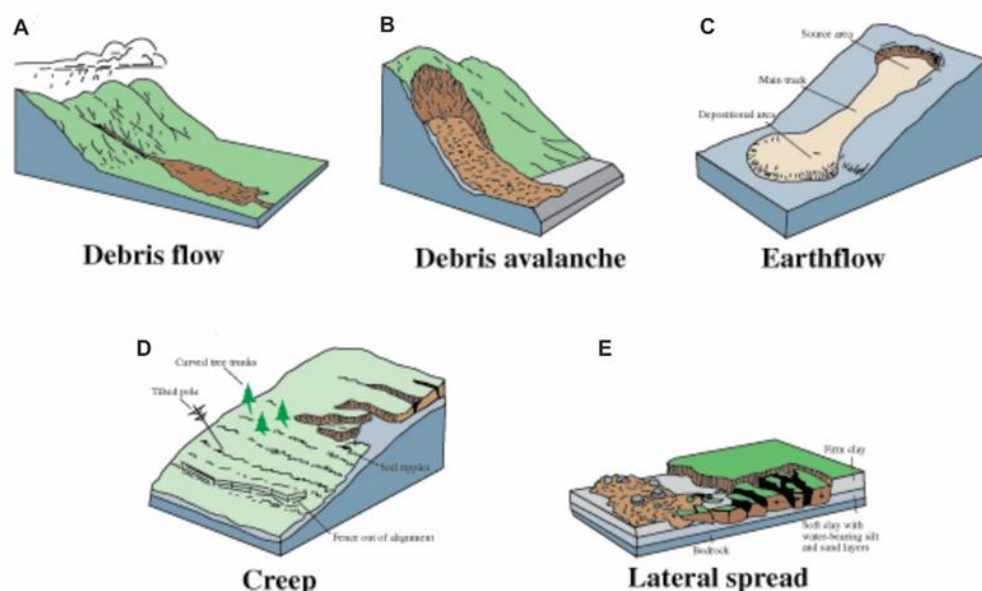 A
B
C
Source area
Main track
Depositional area
Debris flow
Debris avalanche
Earthflow
D
E
Curved tree trunks
Tilted pole
Soil ripples
Fence out of alignment
Firm clay
Soft clay with
water-bearing silt
and sand layers
Bedrock
Creep
Lateral spread